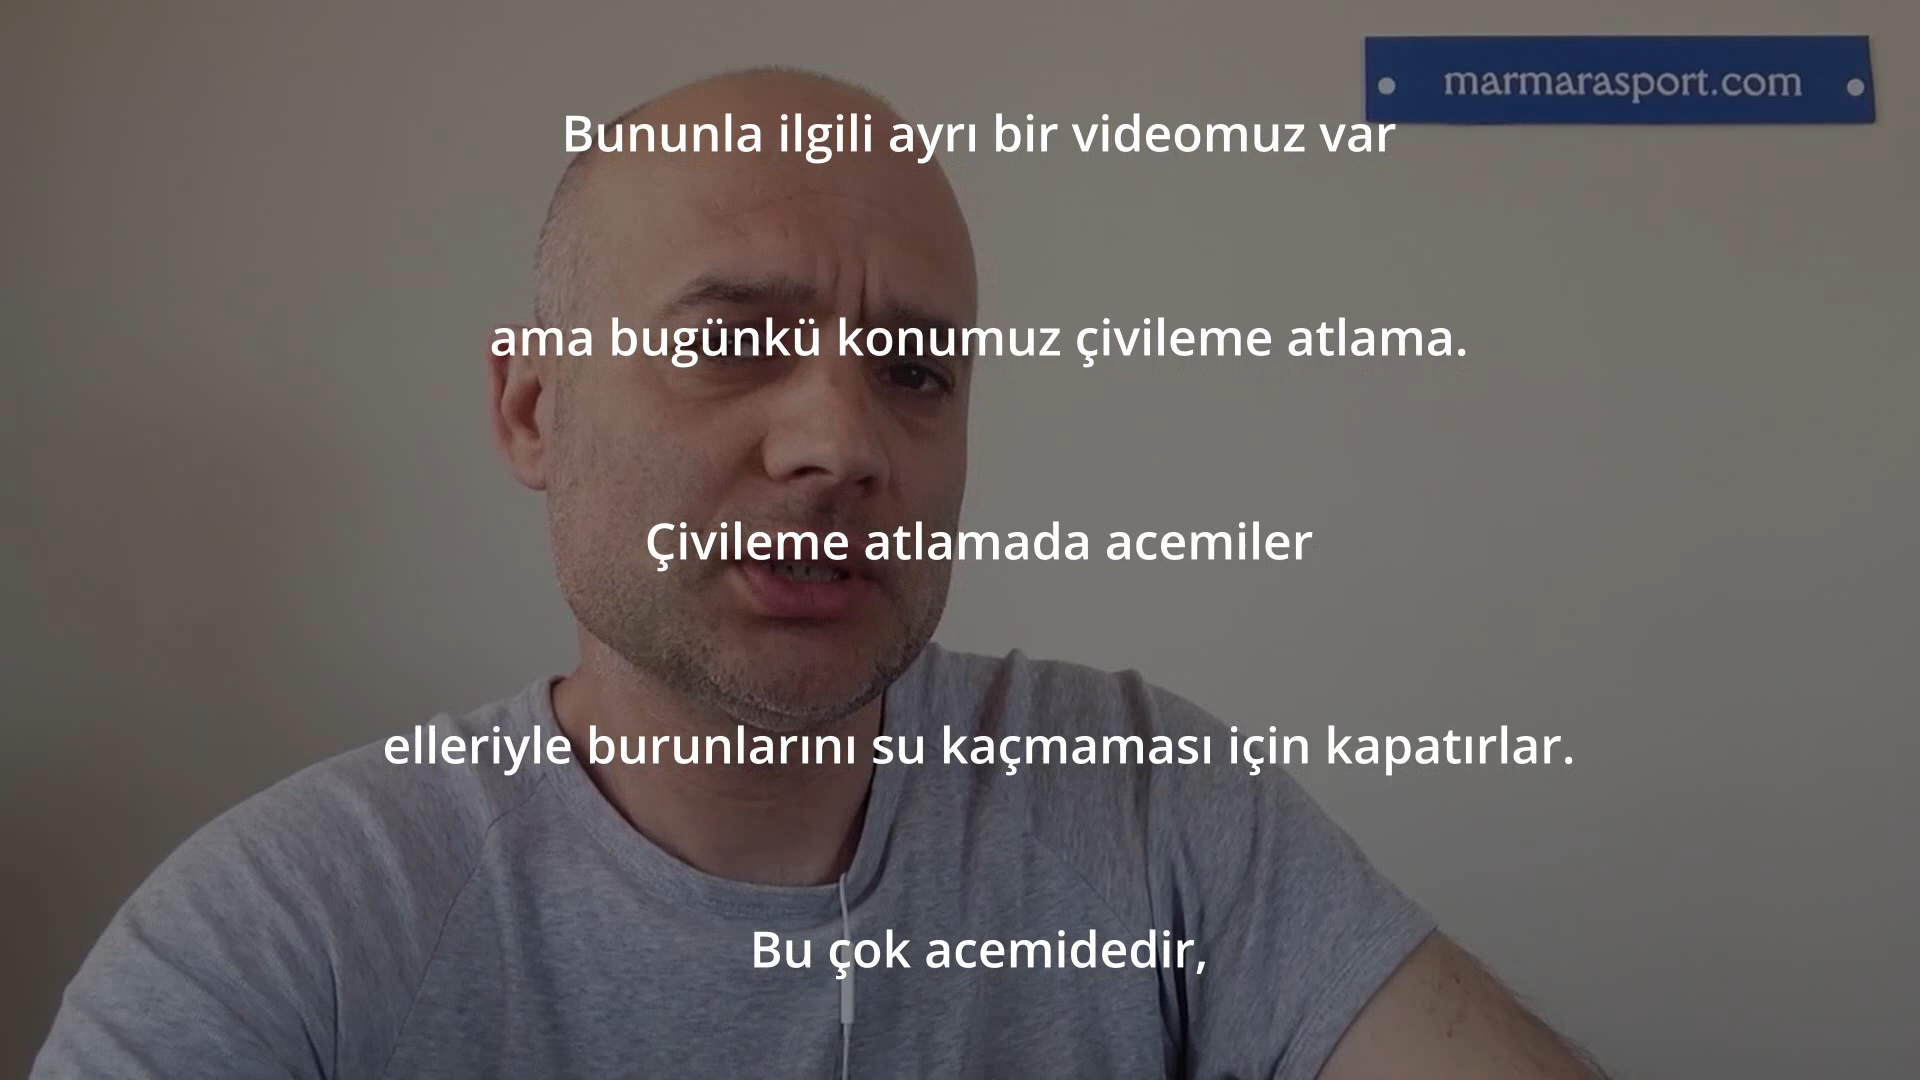 marmarasport.com
Bununla ilgili ayrı bir videomuz var
ama bugünkü konumuz çivileme atlama.
Çivileme atlamada acemiler
elleriyle burunlarını su kaçmaması için kapatırlar.
Bu çok acemidedir,